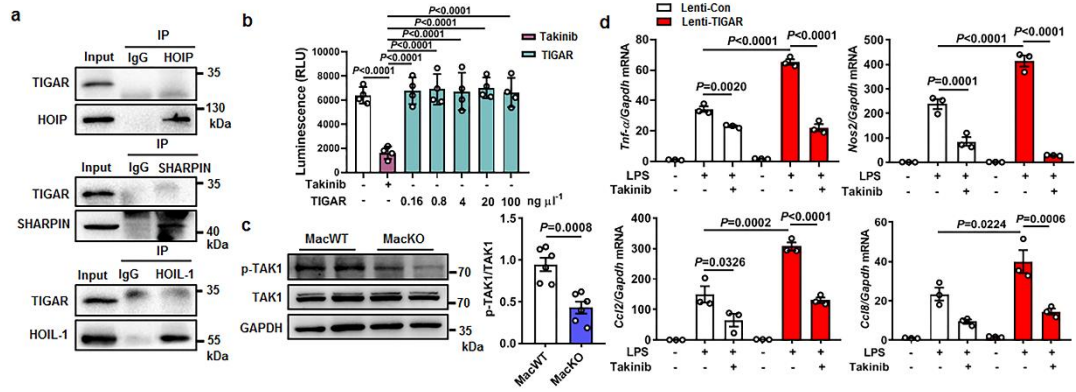 a
IP
Input IgG HOIP
TIGAR
35
HOIP
130
kDa
IP
Input IgG SHARPIN
TIGAR
35
SHARPIN
40
kDa
IP
Input IgG HOIL-1
TIGAR
35
HOIL-1
55
kDa
b
P<0.0001
P<0.0001
P<0.0001
P<0.0001
P<0.0001
P<0.0001
Takinib
TIGAR
Luminescence (RLU)
10000
8000
6000
4000
2000
0
Takinib - + - - - - -
TIGAR - - 0.16 0.8 4 20 100 ng μl-1
c
MacWT MacKO
p-TAK1
70
TAK1
70
GAPDH
35
kDa
p-TAK1/TAK1
1.5
1.0
0.5
0.0
P=0.0008
MacWT MacKO
d
Lenti-Con
Lenti-TIGAR
Tnf-α/Gapdh mRNA
80
60
40
20
0
P<0.0001
P<0.0001
P=0.0020
LPS - + + - + +
Takinib - - + - - +
Nos2/Gapdh mRNA
500
400
300
200
100
0
P<0.0001
P<0.0001
P=0.0001
LPS - + + - + +
Takinib - - + - - +
Ccl2/Gapdh mRNA
400
300
200
100
0
P=0.0002
P<0.0001
P=0.0326
LPS - + + - + +
Takinib - - + - - +
Ccl8/Gapdh mRNA
60
40
20
0
P=0.0224
P=0.0006
LPS - + + - + +
Takinib - - + - - +